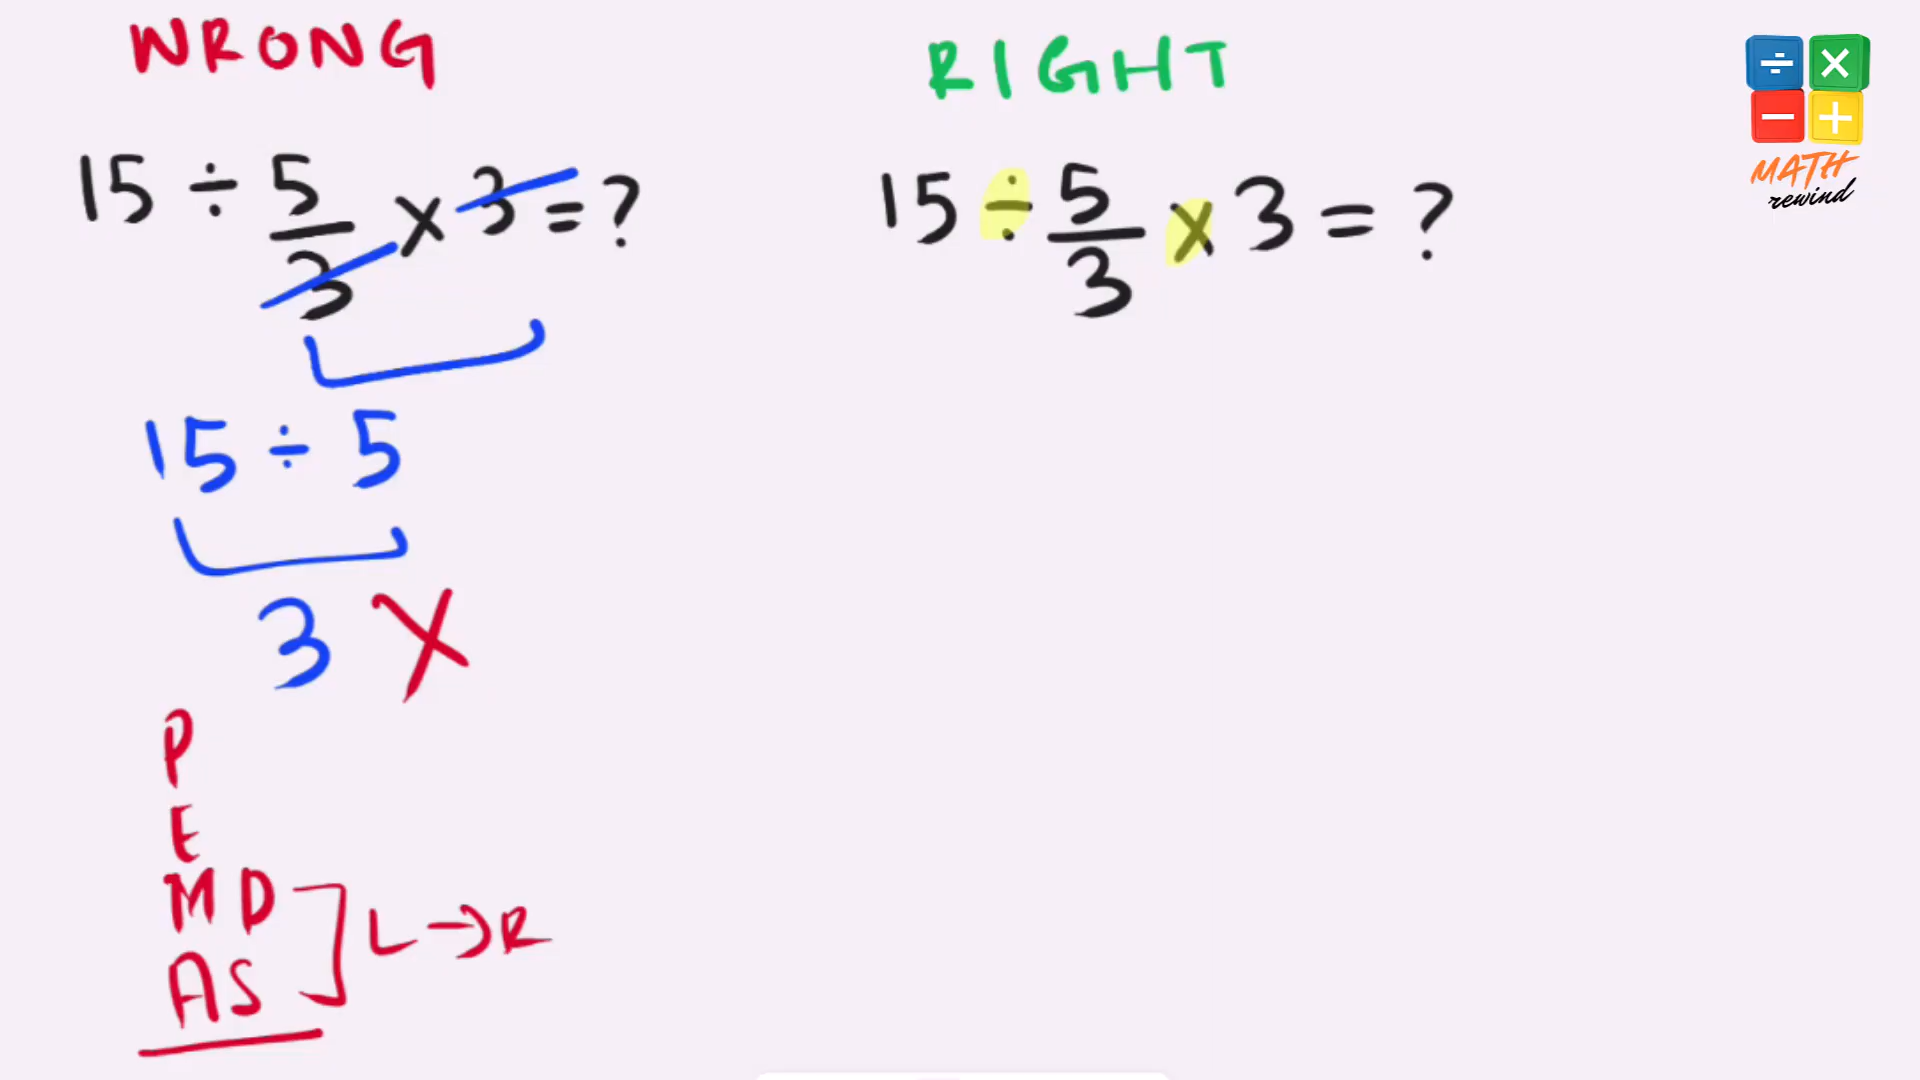 WRONG
15 ÷ 5/3 × 3 = ?
15 ÷ 5
3 X
P
E
MD
AS
L → R
RIGHT
15 ÷ 5/3 × 3 = ?
÷ ×
− +
MATH
rewind